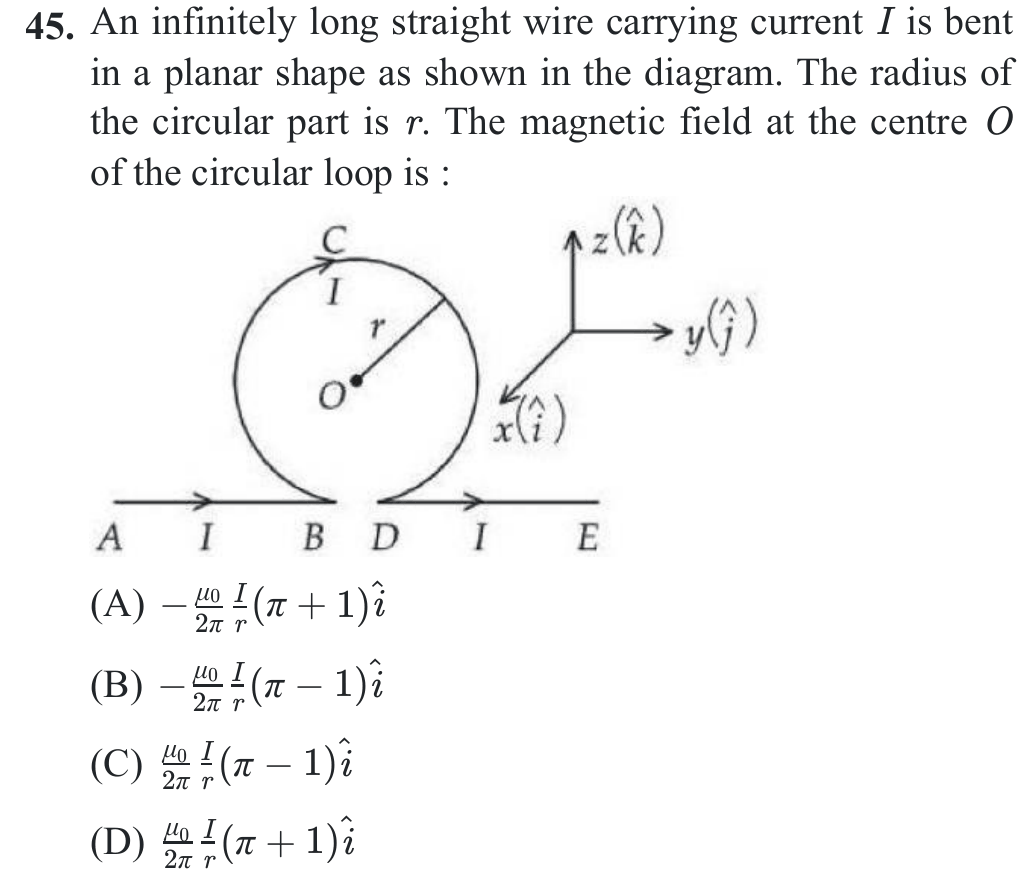 45. An infinitely long straight wire carrying current I is bent
in a planar shape as shown in the diagram. The radius of
the circular part is r. The magnetic field at the centre O
of the circular loop is :
C
I
r
O
z(k̂)
y(ĵ)
x(î)
A I B D I E
(A) −μ₀/2π I/r (π + 1)î
(B) −μ₀/2π I/r (π − 1)î
(C) μ₀/2π I/r (π − 1)î
(D) μ₀/2π I/r (π + 1)î